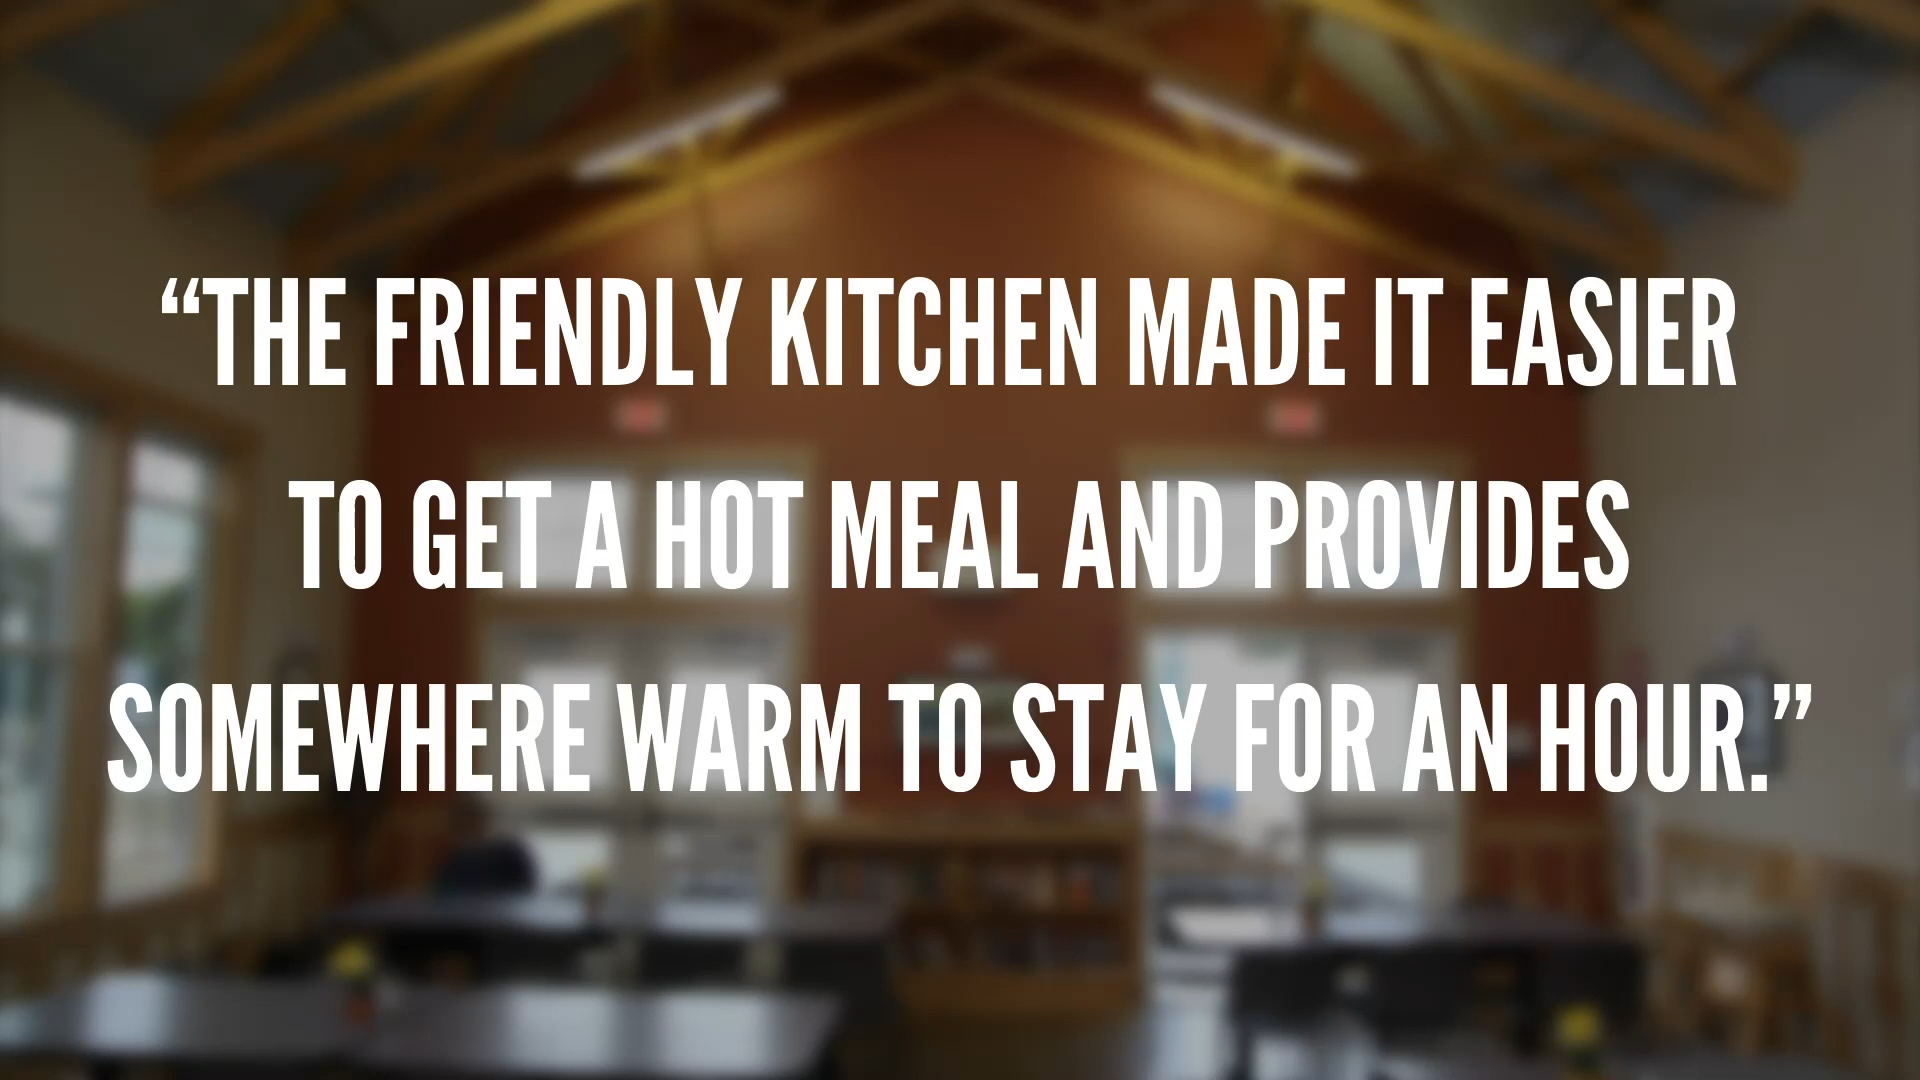 “THE FRIENDLY KITCHEN MADE IT EASIER
TO GET A HOT MEAL AND PROVIDES
SOMEWHERE WARM TO STAY FOR AN HOUR.”